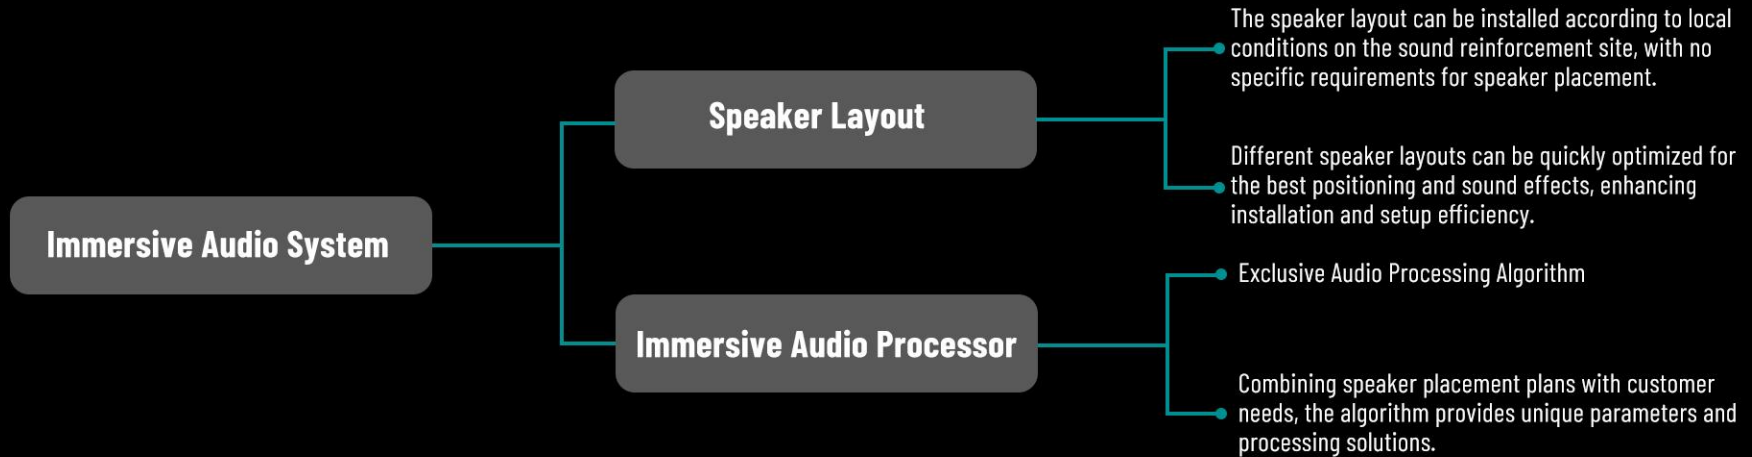 Immersive Audio System
Speaker Layout
The speaker layout can be installed according to local
conditions on the sound reinforcement site, with no
specific requirements for speaker placement.
Different speaker layouts can be quickly optimized for
the best positioning and sound effects, enhancing
installation and setup efficiency.
Immersive Audio Processor
Exclusive Audio Processing Algorithm
Combining speaker placement plans with customer
needs, the algorithm provides unique parameters and
processing solutions.